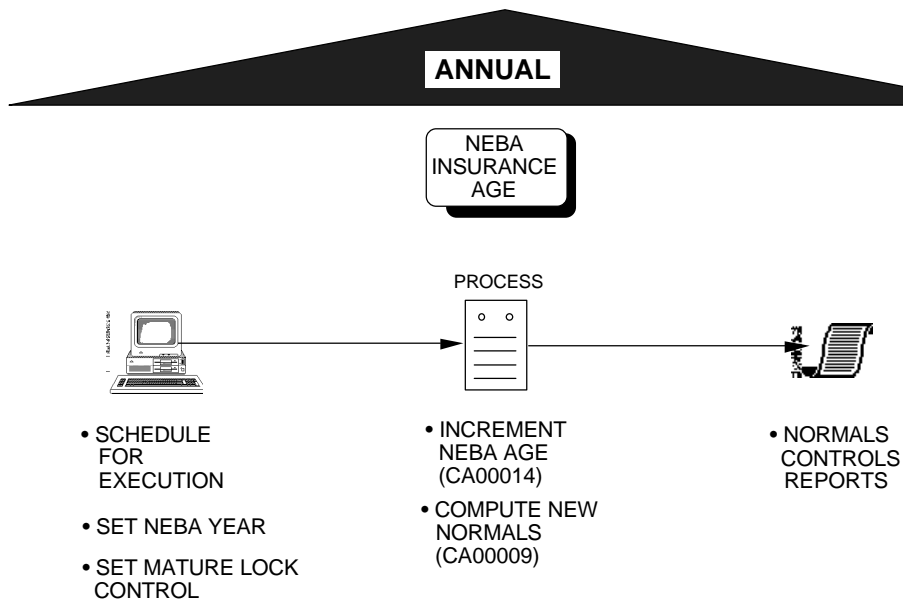 ANNUAL
NEBA
INSURANCE
AGE
PROCESS
• SCHEDULE
FOR
EXECUTION
• SET NEBA YEAR
• SET MATURE LOCK
CONTROL
• INCREMENT
NEBA AGE
(CA00014)
• COMPUTE NEW
NORMALS
(CA00009)
• NORMALS
CONTROLS
REPORTS